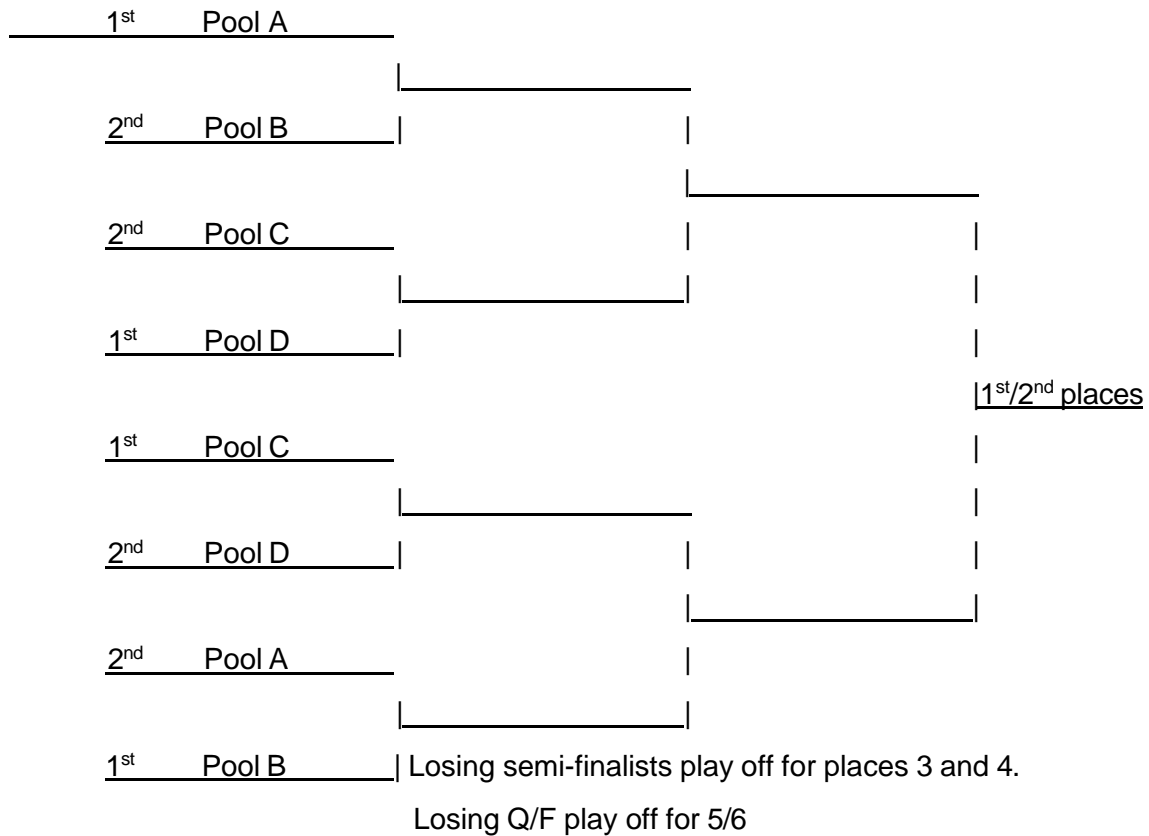 1st Pool A
2nd Pool B
2nd Pool C
1st Pool D
1st/2nd places
1st Pool C
2nd Pool D
2nd Pool A
1st Pool B Losing semi-finalists play off for places 3 and 4.
Losing Q/F play off for 5/6